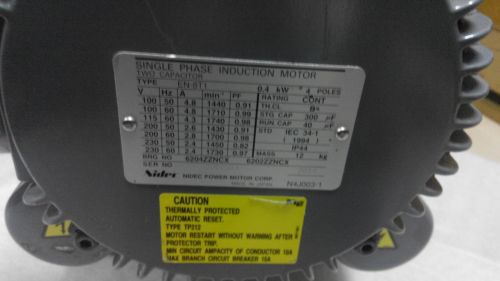 SINGLE PHASE INDUCTION MOTOR
TWO CAPACITOR
TYPE EN-8T1 0.4 kW 4 POLES
V Hz A min⁻¹ PF RATING CONT
100 50 4.8 1440 0.91 TH.CL B
100 60 4.8 1710 0.99 STG CAP 300 μF
115 60 4.3 1740 0.98 RUN CAP 40 μF
200 50 2.6 1430 0.91 STD IEC 34-1
200 60 2.8 1700 0.98 ( 1994 )
230 50 2.4 1450 0.82 IP44
230 60 2.4 1730 0.97 MASS 12 kg
BRG NO 6204ZZNCX 6202ZZNCX
Nidec NIDEC POWER MOTOR CORP.
MADE IN JAPAN N4J003-1
CAUTION
THERMALLY PROTECTED
AUTOMATIC RESET.
TYPE TP212
MOTOR RESTART WITHOUT WARNING AFTER
PROTECTOR TRIP.
MIN CIRCUIT AMPACITY OF CONDUCTOR 10A
MAX BRANCH CIRCUIT BREAKER 15A